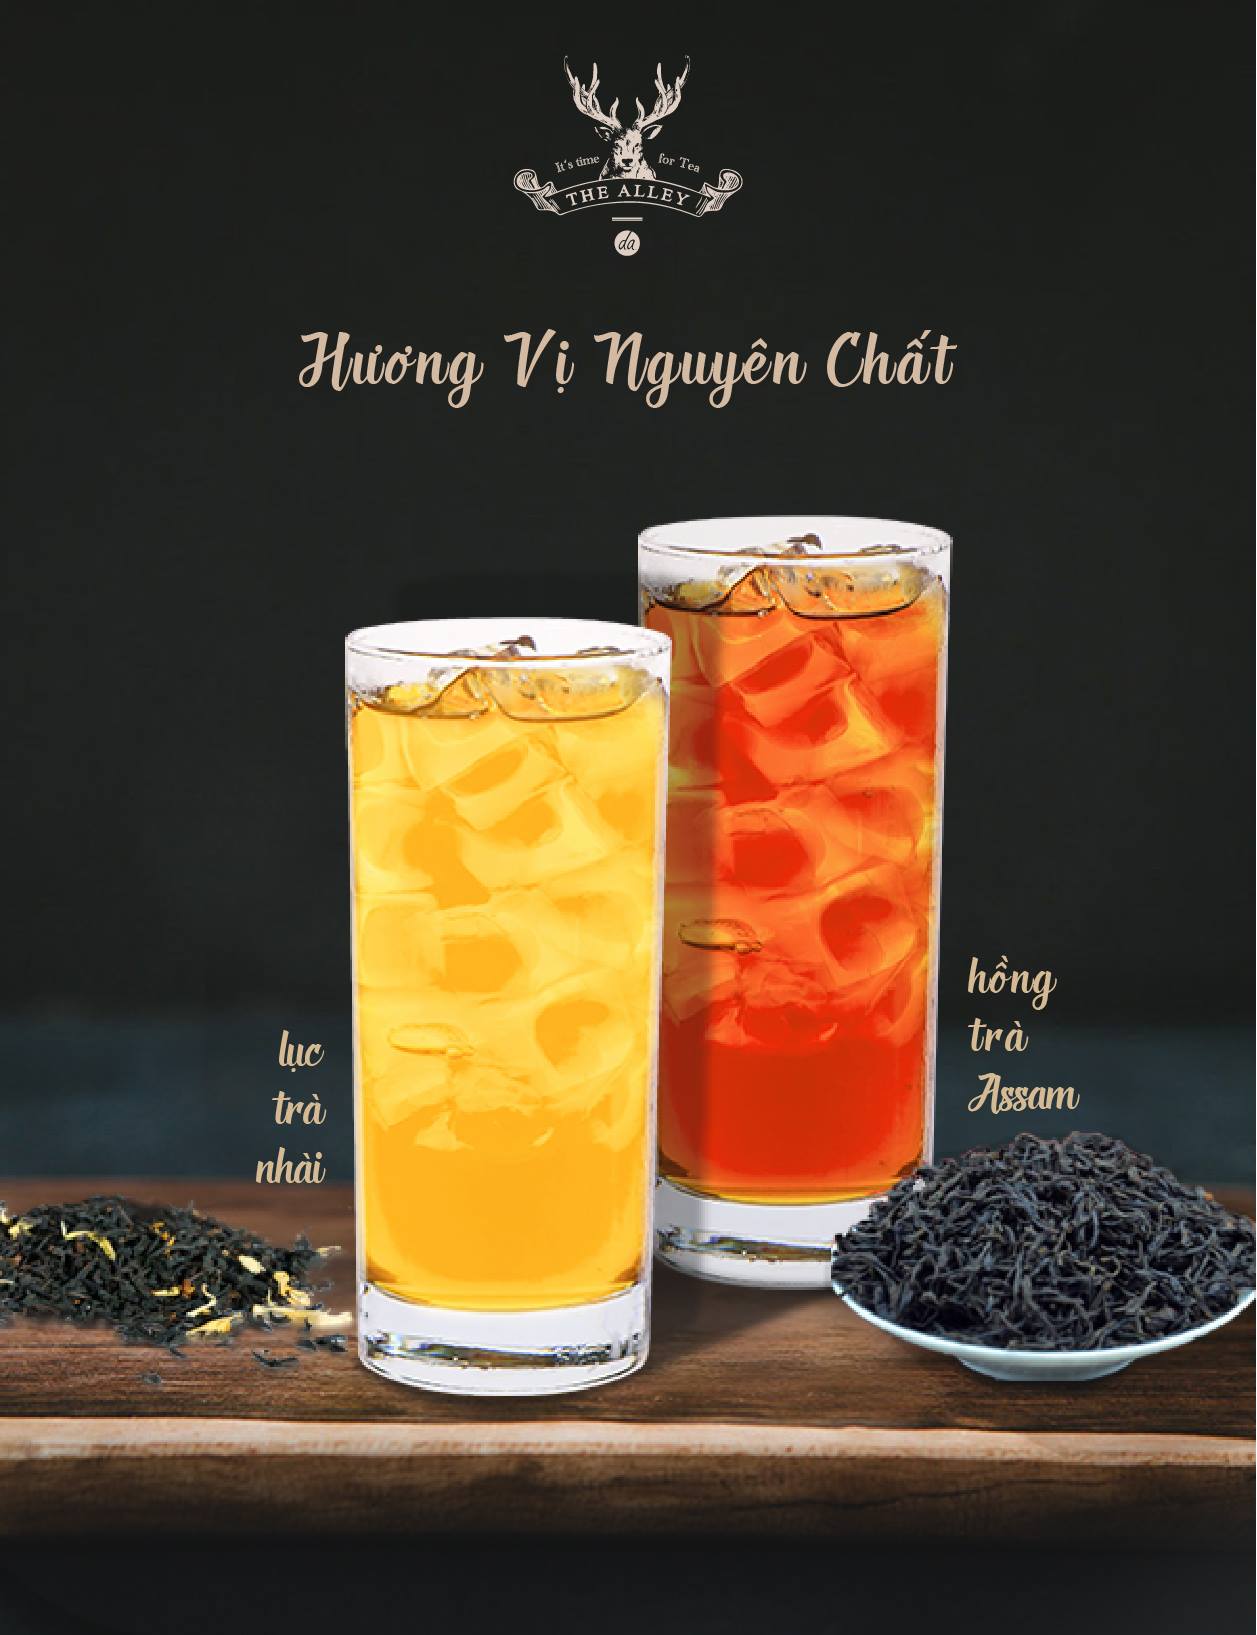 It's time for Tea
THE ALLEY
da
Hương Vị Nguyên Chất
lục
trà
nhài
hồng
trà
Assam